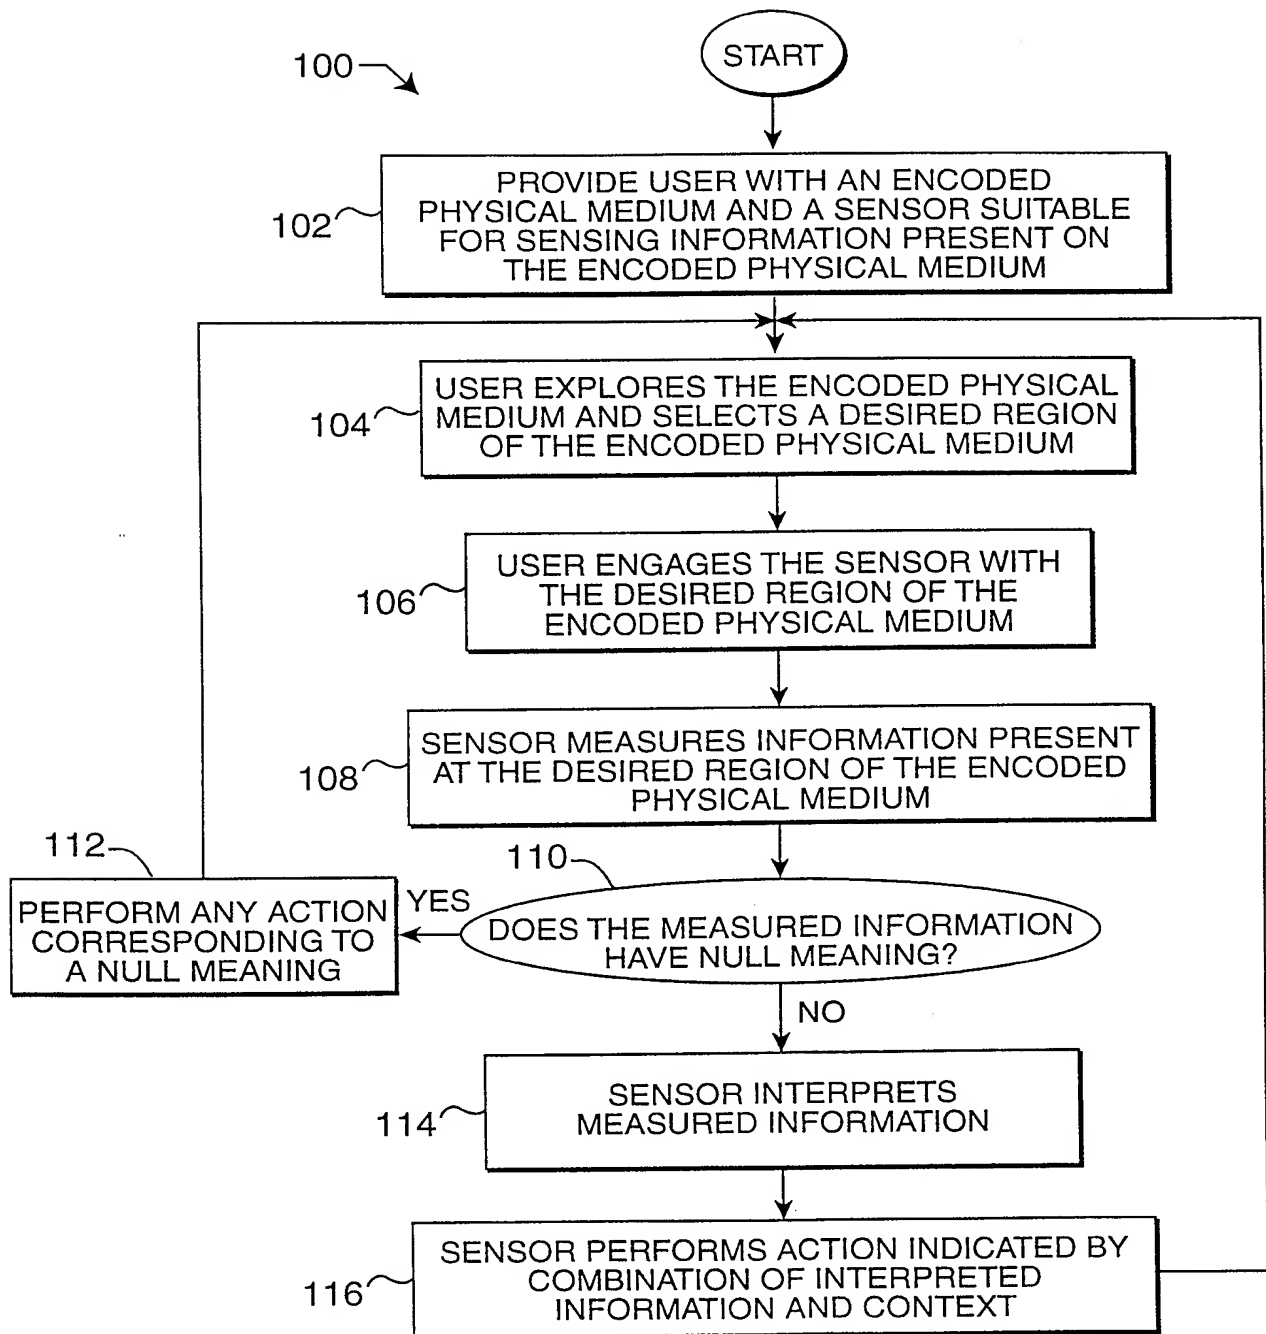 START
100
PROVIDE USER WITH AN ENCODED
PHYSICAL MEDIUM AND A SENSOR SUITABLE
FOR SENSING INFORMATION PRESENT ON
THE ENCODED PHYSICAL MEDIUM
102
USER EXPLORES THE ENCODED PHYSICAL
MEDIUM AND SELECTS A DESIRED REGION
OF THE ENCODED PHYSICAL MEDIUM
104
USER ENGAGES THE SENSOR WITH
THE DESIRED REGION OF THE
ENCODED PHYSICAL MEDIUM
106
SENSOR MEASURES INFORMATION PRESENT
AT THE DESIRED REGION OF THE ENCODED
PHYSICAL MEDIUM
108
112
110
YES
PERFORM ANY ACTION
CORRESPONDING TO
A NULL MEANING
DOES THE MEASURED INFORMATION
HAVE NULL MEANING?
NO
SENSOR INTERPRETS
MEASURED INFORMATION
114
SENSOR PERFORMS ACTION INDICATED BY
COMBINATION OF INTERPRETED
INFORMATION AND CONTEXT
116